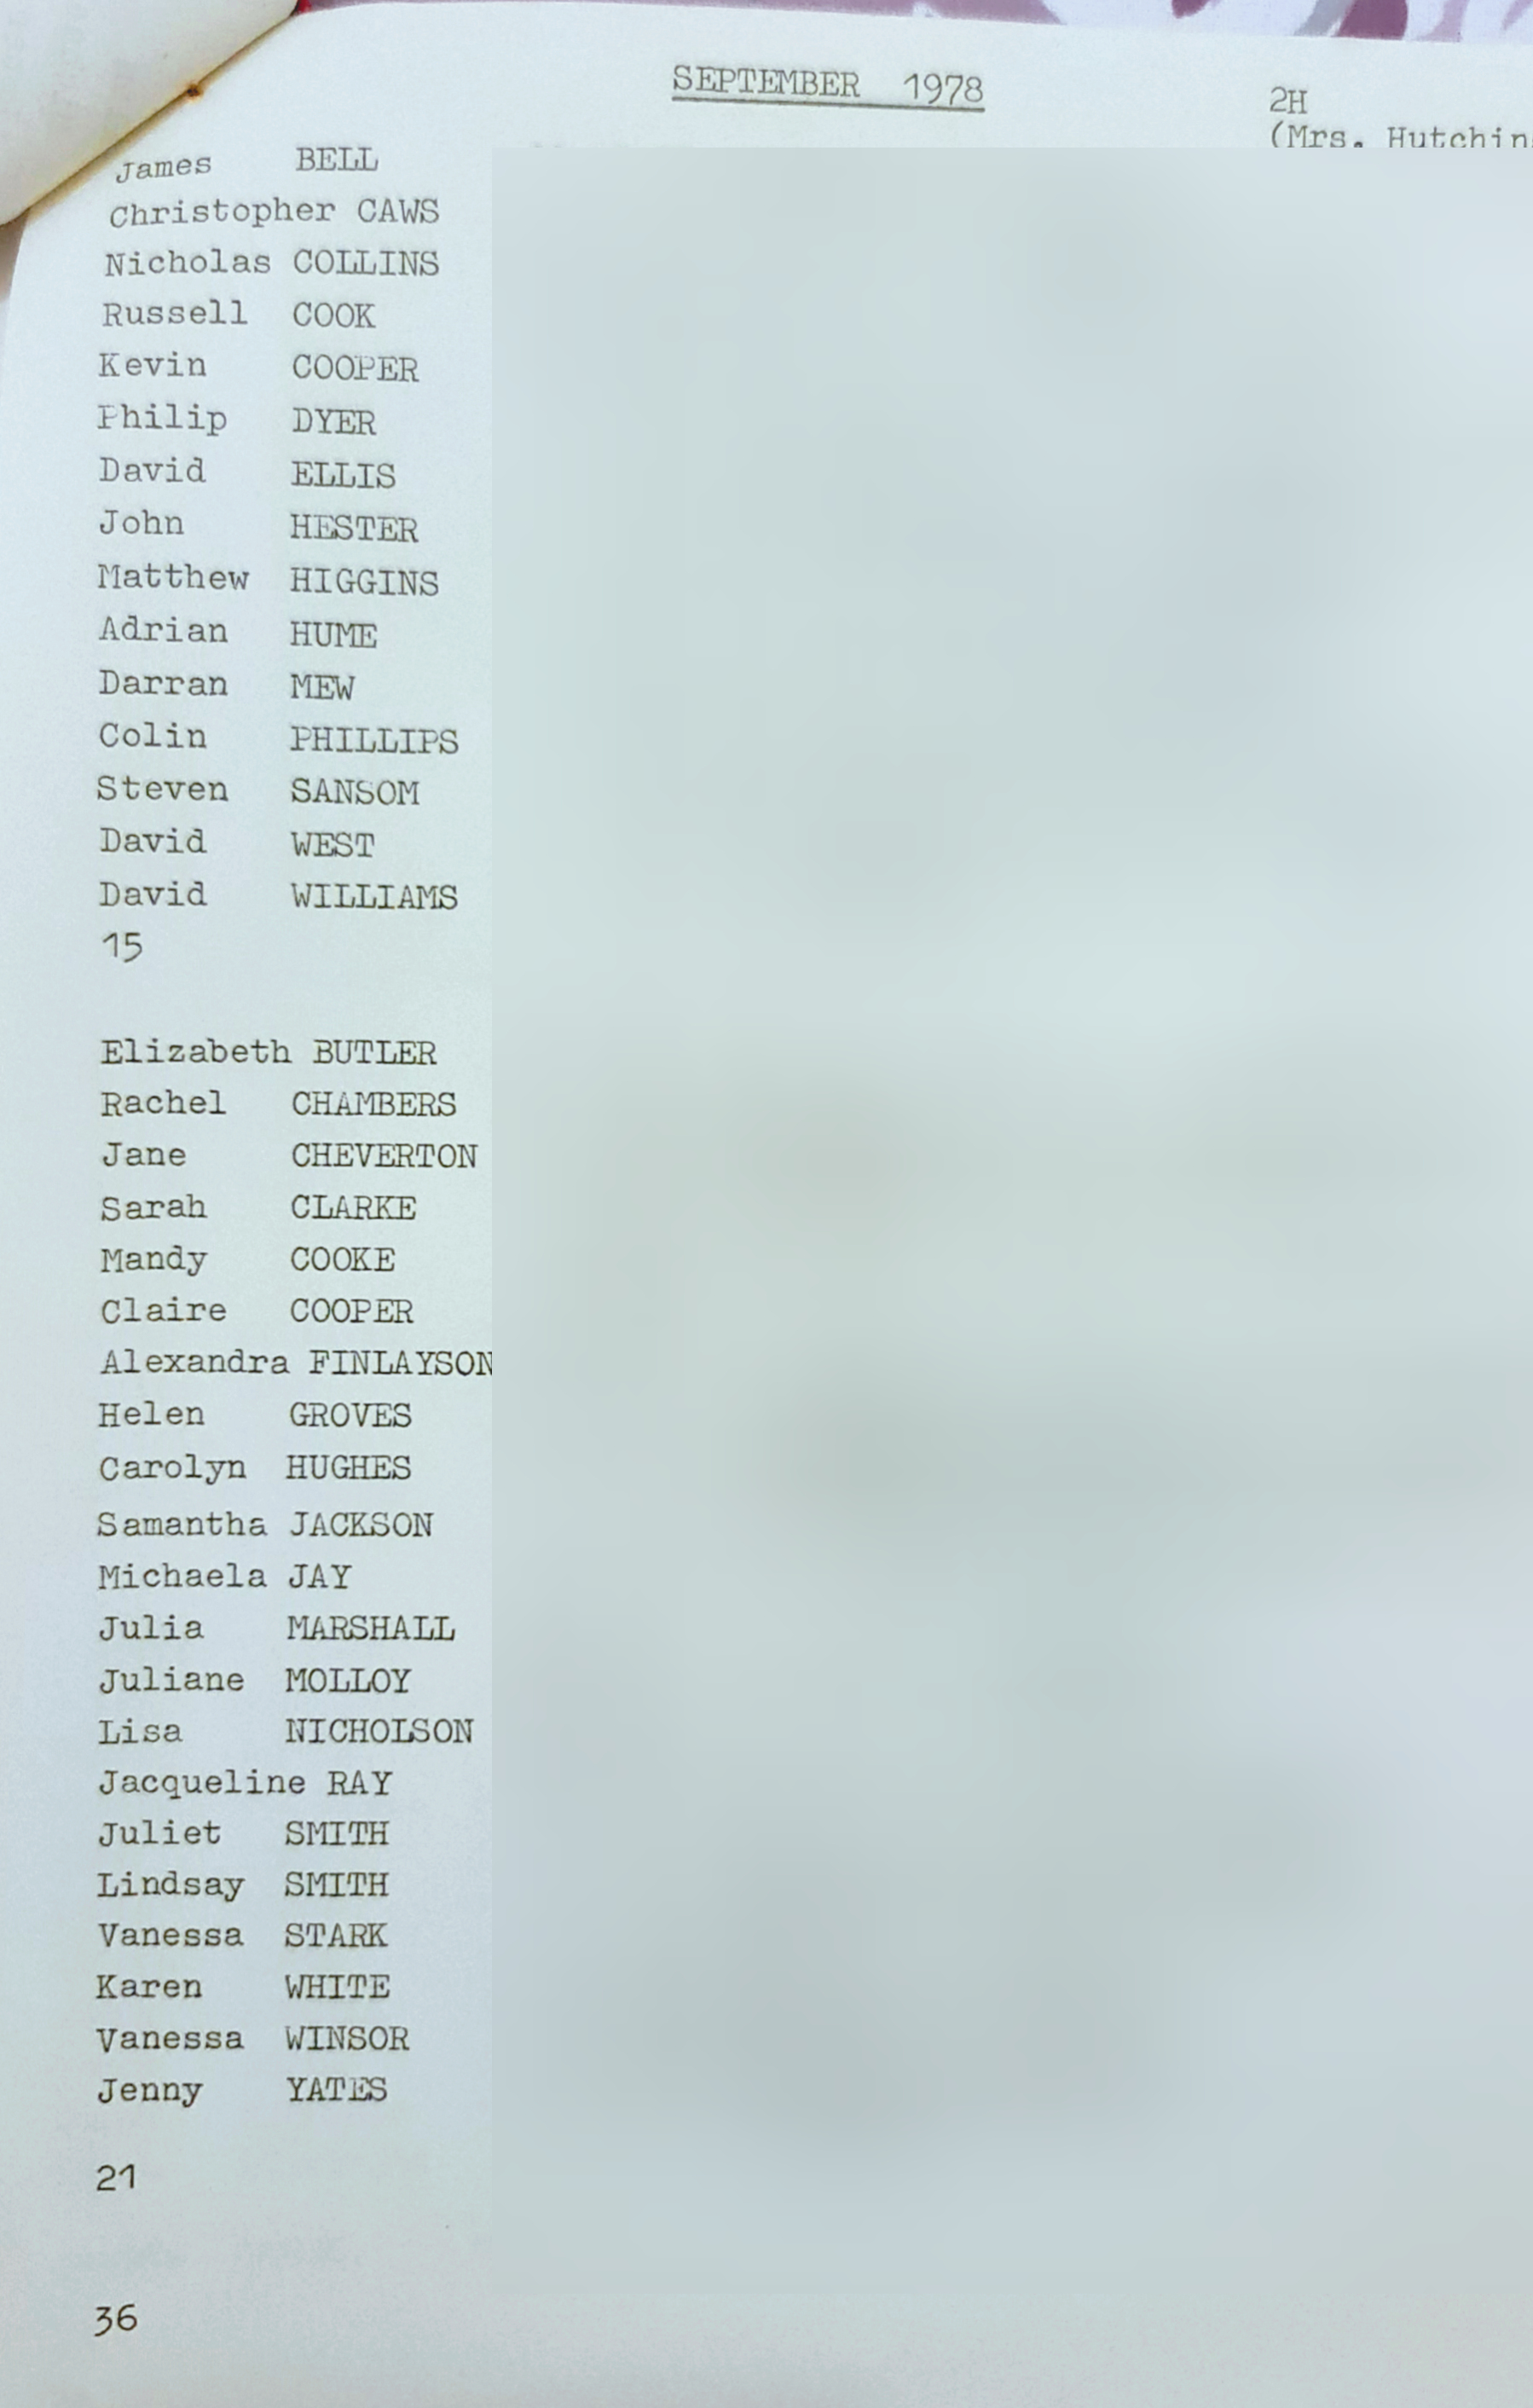 SEPTEMBER 1978
2H
(Mrs.
James BELL
Christopher CAWS
Nicholas COLLINS
Russell COOK
Kevin COOPER
Philip DYER
David ELLIS
John HESTER
Matthew HIGGINS
Adrian HUME
Darran MEW
Colin PHILLIPS
Steven SANSOM
David WEST
David WILLIAMS
15
Elizabeth BUTLER
Rachel CHAMBERS
Jane CHEVERTON
Sarah CLARKE
Mandy COOKE
Claire COOPER
Alexandra FINLAYSON
Helen GROVES
Carolyn HUGHES
Samantha JACKSON
Michaela JAY
Julia MARSHALL
Juliane MOLLOY
Lisa NICHOLSON
Jacqueline RAY
Juliet SMITH
Lindsay SMITH
Vanessa STARK
Karen WHITE
Vanessa WINSOR
Jenny YATES
21
36